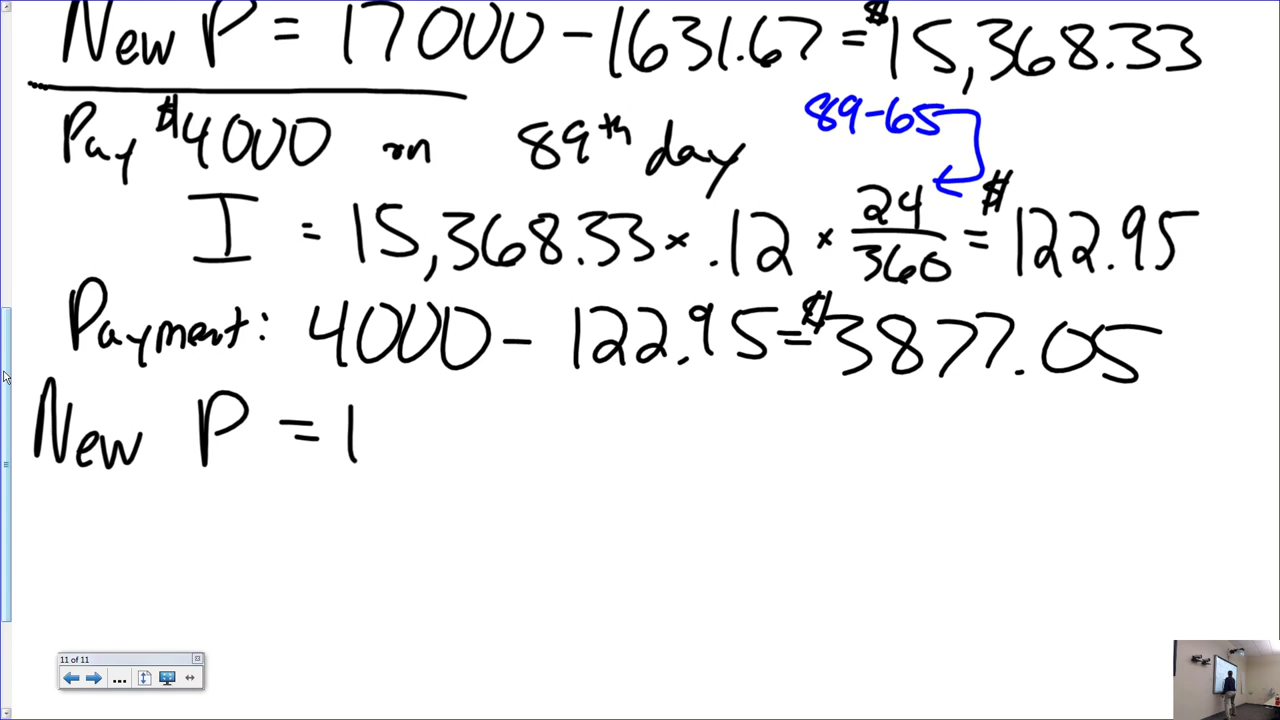 New P = 17000 - 1631.67 = $15,368.33
Pay $4000 on 89th day 89-65
I = 15,368.33 × .12 × 24/360 = $122.95
Payment: 4000 - 122.95 = $3877.05
New P = 1
11 of 11